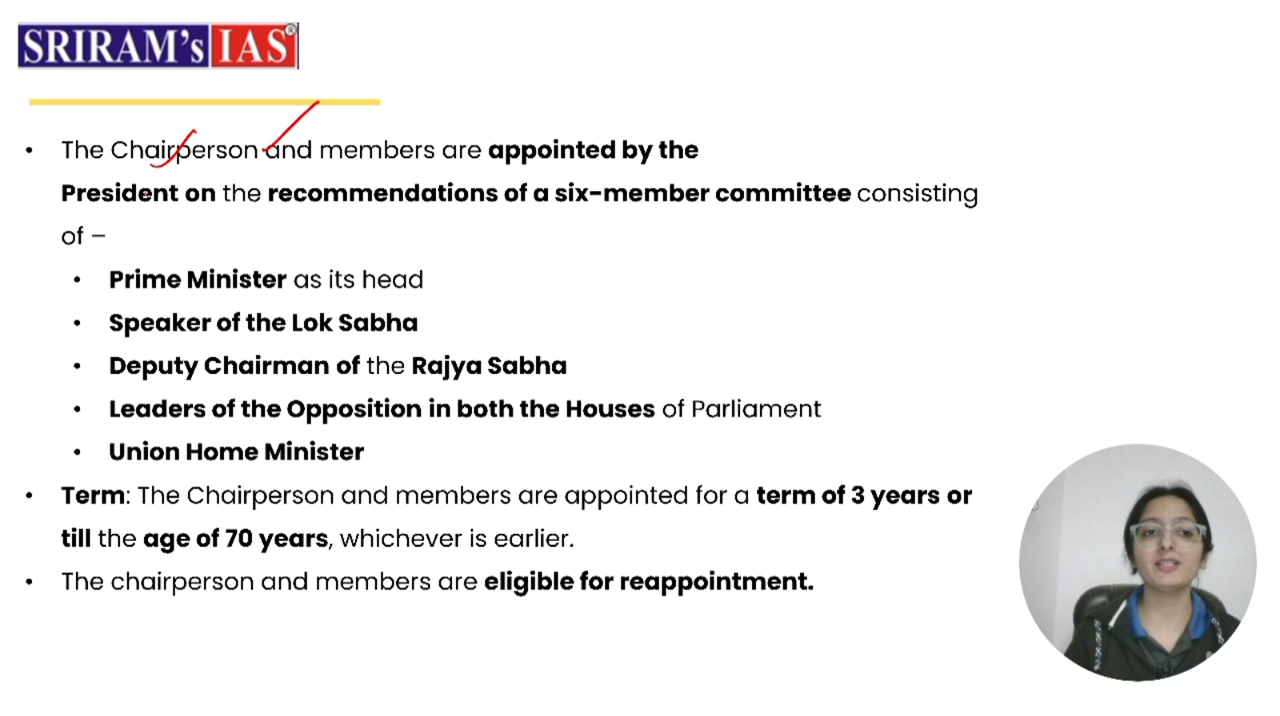 SRIRAM's IAS®
• The Chairperson and members are appointed by the
President on the recommendations of a six-member committee consisting
of –
• Prime Minister as its head
• Speaker of the Lok Sabha
• Deputy Chairman of the Rajya Sabha
• Leaders of the Opposition in both the Houses of Parliament
• Union Home Minister
• Term: The Chairperson and members are appointed for a term of 3 years or
till the age of 70 years, whichever is earlier.
• The chairperson and members are eligible for reappointment.